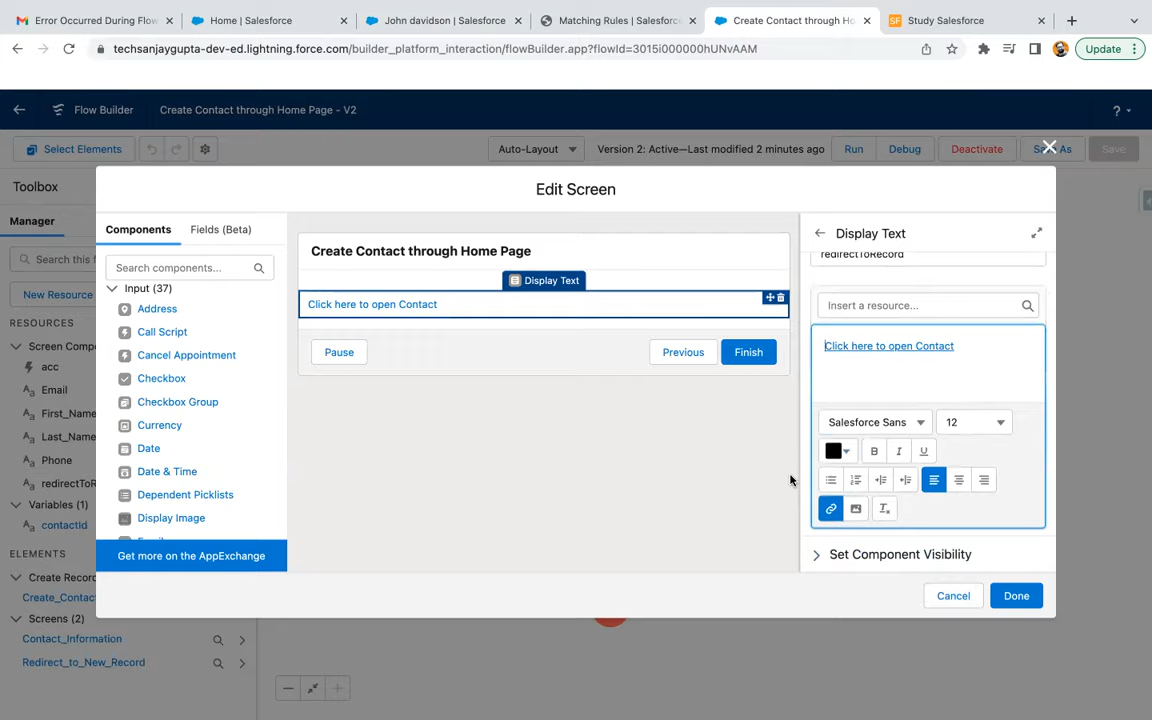 Error Occurred During Flow
Home | Salesforce
John davidson | Salesforce
Matching Rules | Salesforc
Create Contact through Ho
Study Salesforce
techsanjaygupta-dev-ed.lightning.force.com/builder_platform_interaction/flowBuilder.app?flowId=3015i000000hUNvAAM
Update
Flow Builder
Create Contact through Home Page - V2
?
Select Elements
Auto-Layout
Version 2: Active—Last modified 2 minutes ago
Run
Debug
Deactivate
Save As
Save
Toolbox
Manager
Search this f
New Resource
RESOURCES
Screen Compo
acc
Email
First_Name
Last_Name
Phone
redirectToR
Variables (1)
contactId
ELEMENTS
Create Record
Create_Contac
Screens (2)
Contact_Information
Redirect_to_New_Record
Edit Screen
Components
Fields (Beta)
Search components...
Input (37)
Address
Call Script
Cancel Appointment
Checkbox
Checkbox Group
Currency
Date
Date & Time
Dependent Picklists
Display Image
Get more on the AppExchange
Create Contact through Home Page
Display Text
Click here to open Contact
Pause
Previous
Finish
Display Text
redirectToRecord
Insert a resource...
Click here to open Contact
Salesforce Sans
12
B
I
U
Set Component Visibility
Cancel
Done